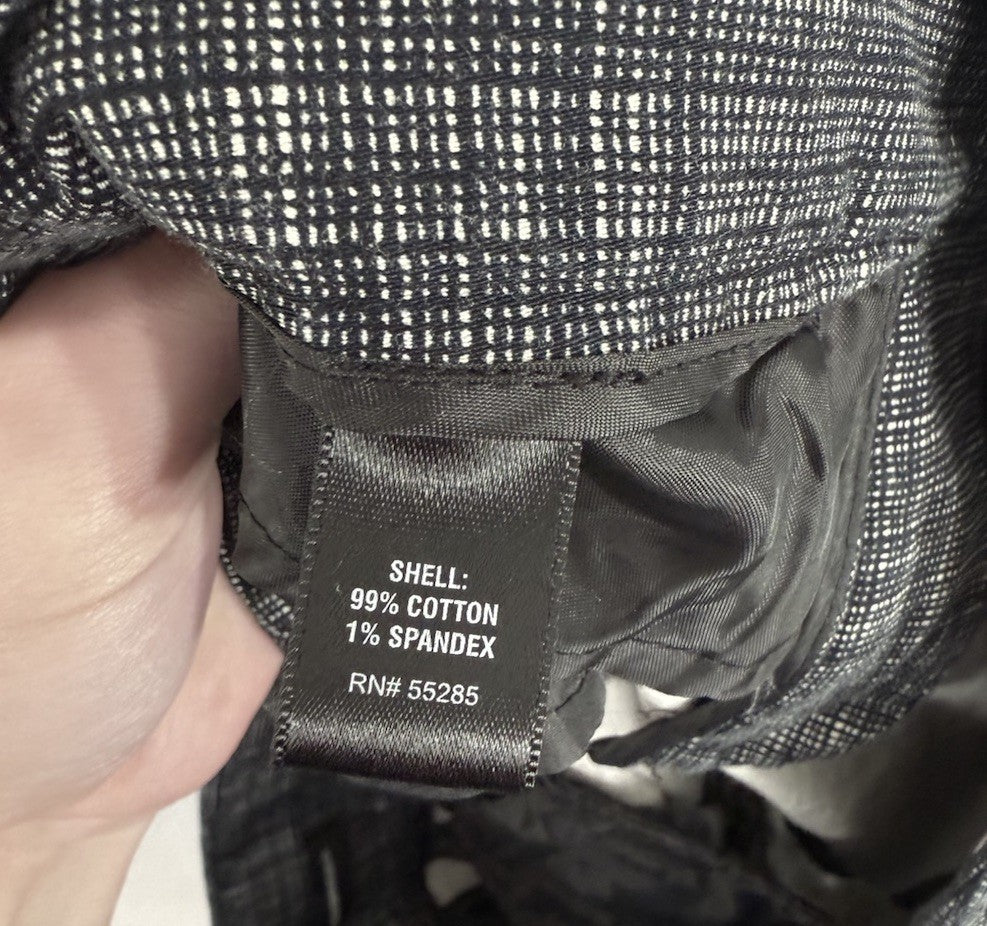 SHELL:
99% COTTON
1% SPANDEX
RN# 55285